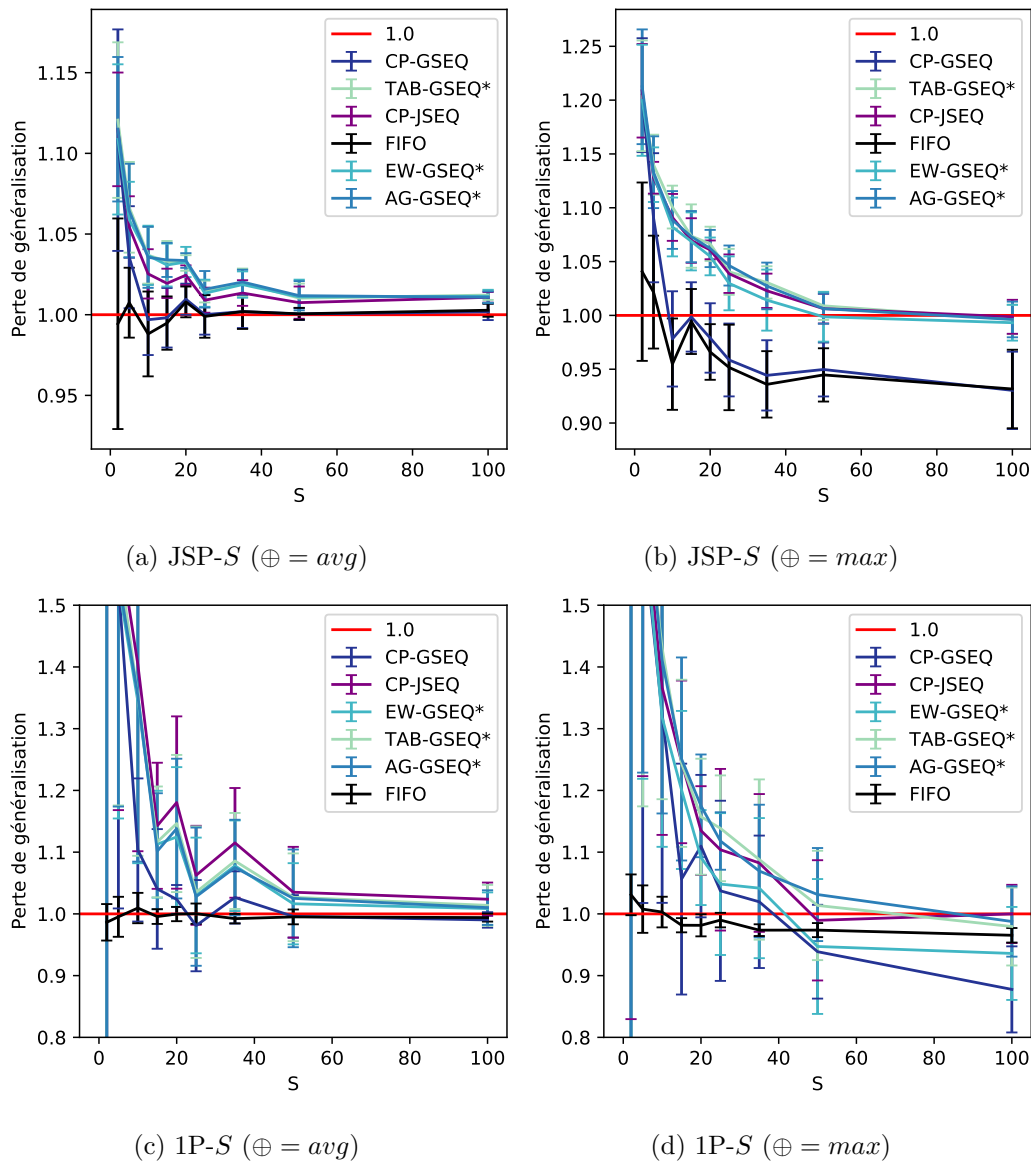 1.0
CP-GSEQ
TAB-GSEQ*
CP-JSEQ
FIFO
EW-GSEQ*
AG-GSEQ*
Perte de généralisation
1.15
1.10
1.05
1.00
0.95
0 20 40 60 80 100
S
(a) JSP-S (⊕ = avg)
1.0
CP-GSEQ
TAB-GSEQ*
CP-JSEQ
FIFO
EW-GSEQ*
AG-GSEQ*
Perte de généralisation
1.25
1.20
1.15
1.10
1.05
1.00
0.95
0.90
0 20 40 60 80 100
S
(b) JSP-S (⊕ = max)
1.0
CP-GSEQ
CP-JSEQ
EW-GSEQ*
TAB-GSEQ*
AG-GSEQ*
FIFO
Perte de généralisation
1.5
1.4
1.3
1.2
1.1
1.0
0.9
0.8
0 20 40 60 80 100
S
(c) 1P-S (⊕ = avg)
1.0
CP-GSEQ
CP-JSEQ
EW-GSEQ*
TAB-GSEQ*
AG-GSEQ*
FIFO
Perte de généralisation
1.5
1.4
1.3
1.2
1.1
1.0
0.9
0.8
0 20 40 60 80 100
S
(d) 1P-S (⊕ = max)